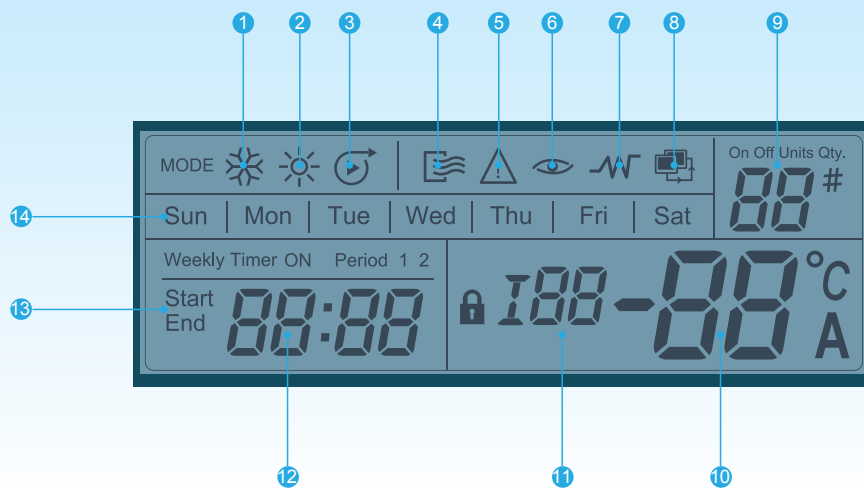 1 2 3 4 5 6 7 8 9
MODE
On Off Units Qty.
88 #
14
Sun Mon Tue Wed Thu Fri Sat
Weekly Timer ON Period 1 2
13
Start
End
88:88
I88
-88 °C
A
12 11 10